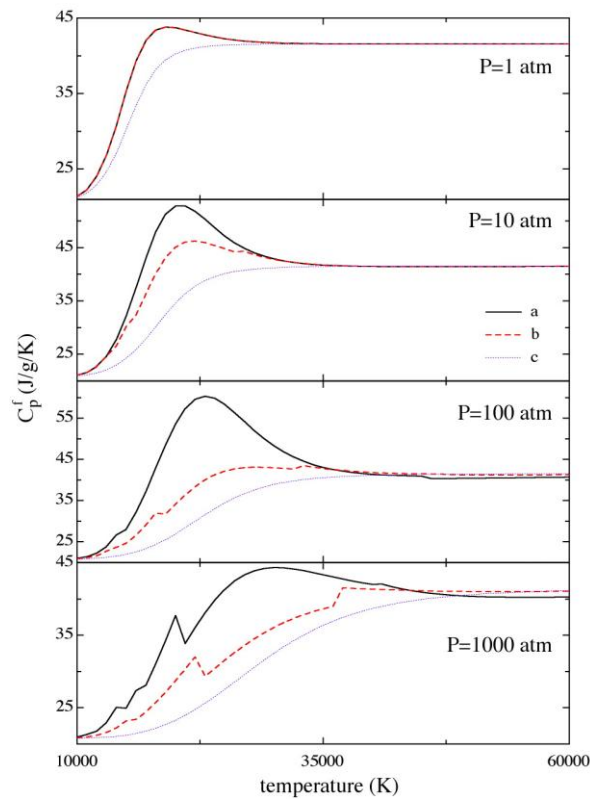 45
35
25
P=1 atm
45
35
25
P=10 atm
a
b
c
55
45
35
25
P=100 atm
45
35
25
P=1000 atm
C_p^f (J/g/K)
10000 35000 60000
temperature (K)